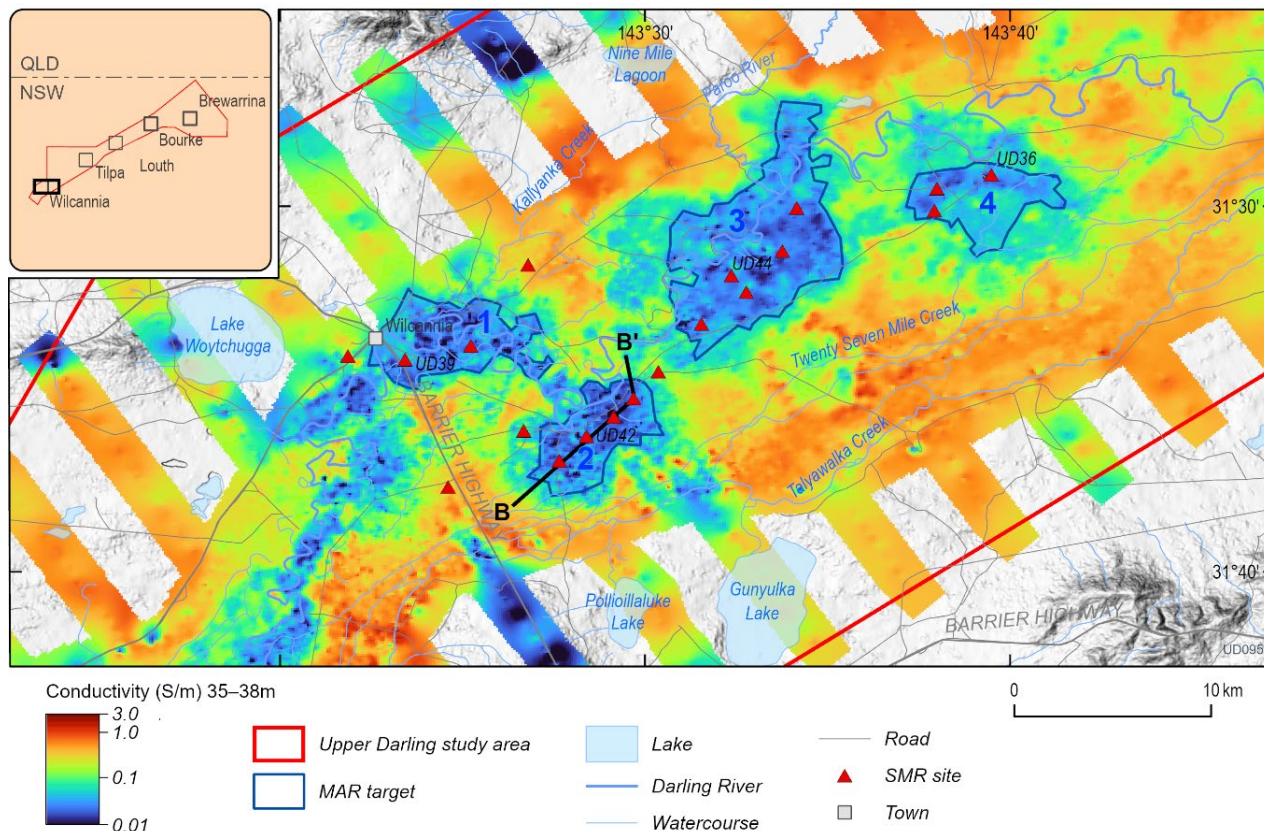 QLD
NSW
Brewarrina
Bourke
Louth
Tilpa
Wilcannia
143°30'
143°40'
Nine Mile
Lagoon
Paroo River
Kallyanka Creek
UD36
31°30'
3
4
UD44
Lake
Woytchugga
Wilcannia
1
UD39
Twenty Seven Mile Creek
B'
BARRIER HIGHWAY
UD42
2
Talyawalka Creek
B
31°40'
Pollioillaluke
Lake
Gunyulka
Lake
BARRIER HIGHWAY
UD095
Conductivity (S/m) 35–38m
3.0
1.0
0.1
0.01
Upper Darling study area
MAR target
Lake
Darling River
Watercourse
Road
SMR site
Town
0
10 km